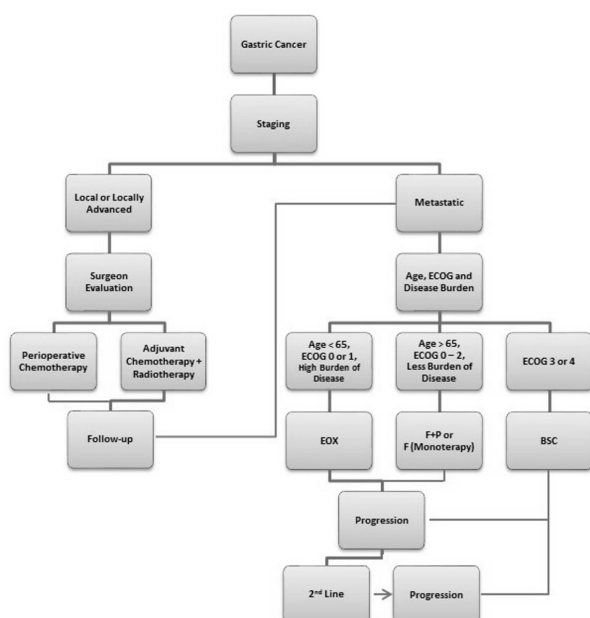 Gastric Cancer
Staging
Local or Locally
Advanced
Metastatic
Surgeon
Evaluation
Age, ECOG and
Disease Burden
Perioperative
Chemotherapy
Adjuvant
Chemotherapy +
Radiotherapy
Age < 65,
ECOG 0 or 1,
High Burden of
Disease
Age > 65,
ECOG 0 – 2,
Less Burden of
Disease
ECOG 3 or 4
Follow-up
EOX
F+P or
F (Monoterapy)
BSC
Progression
2nd Line
Progression